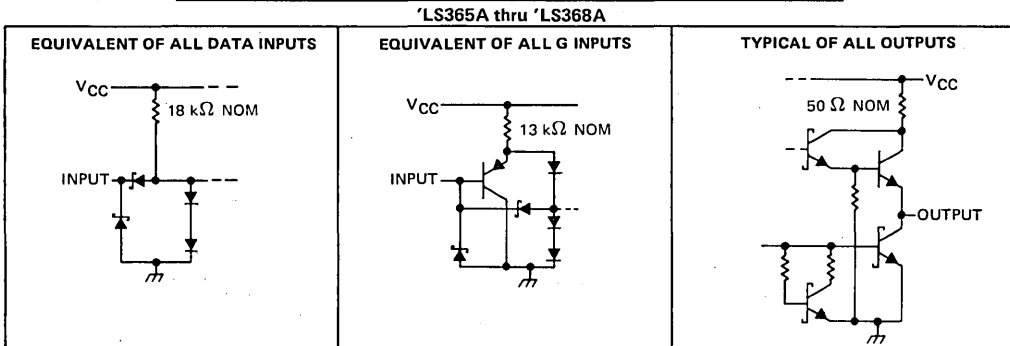 'LS365A thru 'LS368A
EQUIVALENT OF ALL DATA INPUTS
VCC
18 kΩ NOM
INPUT
EQUIVALENT OF ALL G INPUTS
VCC
13 kΩ NOM
INPUT
TYPICAL OF ALL OUTPUTS
VCC
50 Ω NOM
OUTPUT